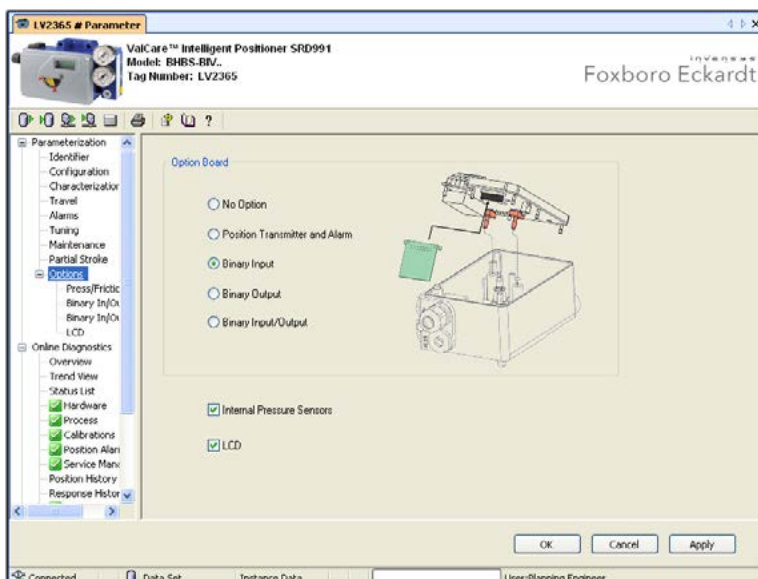 LV2365 # Parameter
ValCare™ Intelligent Positioner SRD991
Model: BHBS-BIV..
Tag Number: LV2365
invensys
Foxboro Eckardt
Parameterization
Identifier
Configuration
Characterization
Travel
Alarms
Tuning
Maintenance
Partial Stroke
Options
Press/Frictic
Binary In/Ou
Binary In/Ou
LCD
Online Diagnostics
Overview
Trend View
Status List
Hardware
Process
Calibrations
Position Alarr
Service Mana
Position History
Response Histor
Option Board
No Option
Position Transmitter and Alarm
Binary Input
Binary Output
Binary Input/Output
Internal Pressure Sensors
LCD
OK Cancel Apply
Connected Data Set Instance Data User:Planning Engineer